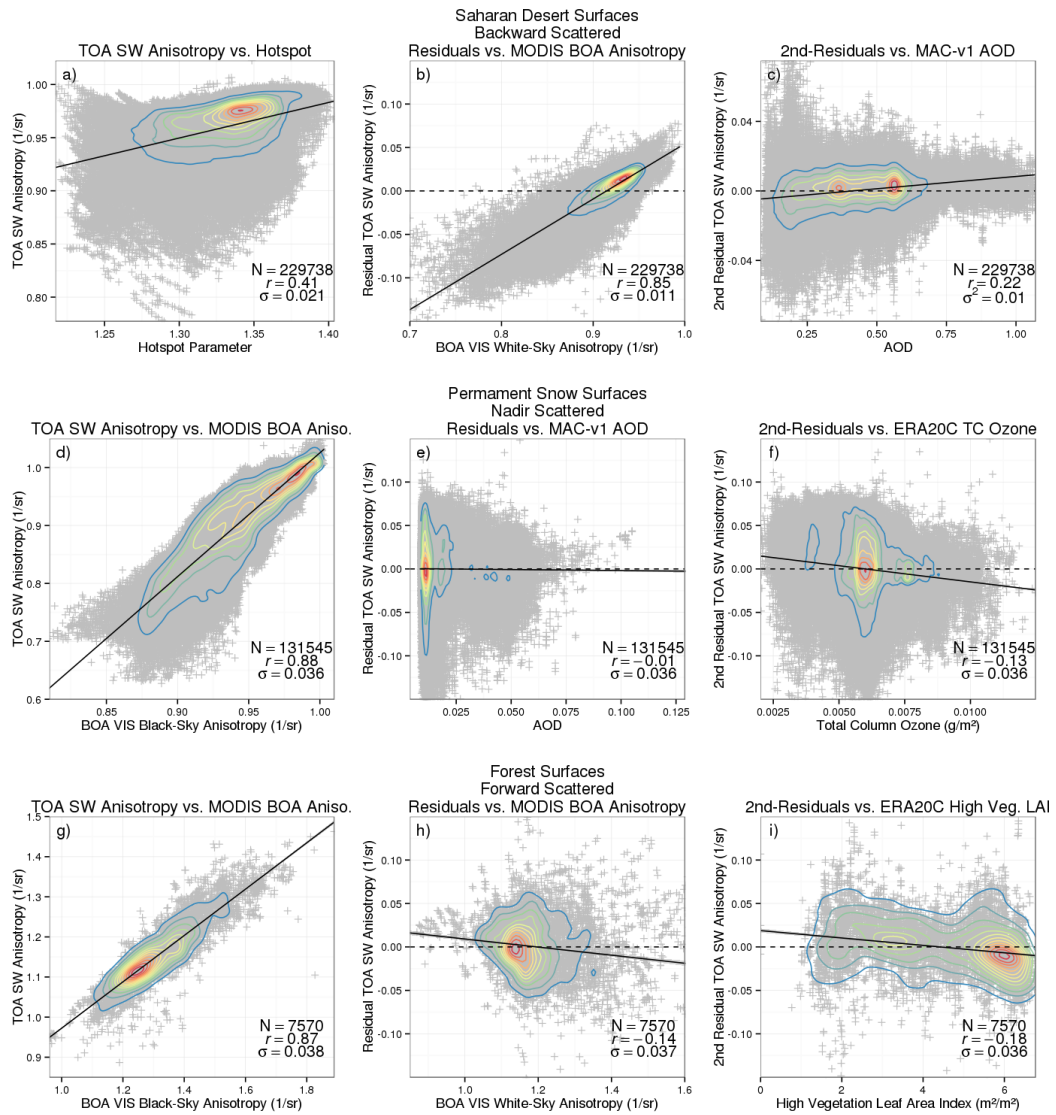 Saharan Desert Surfaces
Backward Scattered
TOA SW Anisotropy vs. Hotspot
Residuals vs. MODIS BOA Anisotropy
2nd-Residuals vs. MAC-v1 AOD
a)
TOA SW Anisotropy (1/sr)
1.00
0.95
0.90
0.85
0.80
N = 229738
r = 0.41
σ = 0.021
1.25
1.30
1.35
1.40
Hotspot Parameter
b)
Residual TOA SW Anisotropy (1/sr)
0.10
0.05
0.00
-0.05
-0.10
N = 229738
r = 0.85
σ = 0.011
0.7
0.8
0.9
1.0
BOA VIS White-Sky Anisotropy (1/sr)
c)
2nd Residual TOA SW Anisotropy (1/sr)
0.04
0.00
-0.04
N = 229738
r = 0.22
σ² = 0.01
0.25
0.50
0.75
1.00
AOD
Permament Snow Surfaces
Nadir Scattered
TOA SW Anisotropy vs. MODIS BOA Aniso.
Residuals vs. MAC-v1 AOD
2nd-Residuals vs. ERA20C TC Ozone
d)
TOA SW Anisotropy (1/sr)
1.0
0.9
0.8
0.7
0.6
N = 131545
r = 0.88
σ = 0.036
0.85
0.90
0.95
1.00
BOA VIS Black-Sky Anisotropy (1/sr)
e)
Residual TOA SW Anisotropy (1/sr)
0.10
0.05
0.00
-0.05
-0.10
N = 131545
r = −0.01
σ = 0.036
0.025
0.050
0.075
0.100
0.125
AOD
f)
2nd Residual TOA SW Anisotropy (1/sr)
0.10
0.05
0.00
-0.05
-0.10
N = 131545
r = −0.13
σ = 0.036
0.0025
0.0050
0.0075
0.0100
Total Column Ozone (g/m²)
Forest Surfaces
Forward Scattered
TOA SW Anisotropy vs. MODIS BOA Aniso.
Residuals vs. MODIS BOA Anisotropy
2nd-Residuals vs. ERA20C High Veg. LAI
g)
TOA SW Anisotropy (1/sr)
1.5
1.4
1.3
1.2
1.1
1.0
0.9
N = 7570
r = 0.87
σ = 0.038
1.0
1.2
1.4
1.6
1.8
BOA VIS Black-Sky Anisotropy (1/sr)
h)
Residual TOA SW Anisotropy (1/sr)
0.10
0.05
0.00
-0.05
-0.10
N = 7570
r = −0.14
σ = 0.037
1.0
1.2
1.4
1.6
BOA VIS White-Sky Anisotropy (1/sr)
i)
2nd Residual TOA SW Anisotropy (1/sr)
0.10
0.05
0.00
-0.05
-0.10
N = 7570
r = −0.18
σ = 0.036
0
2
4
6
High Vegetation Leaf Area Index (m²/m²)